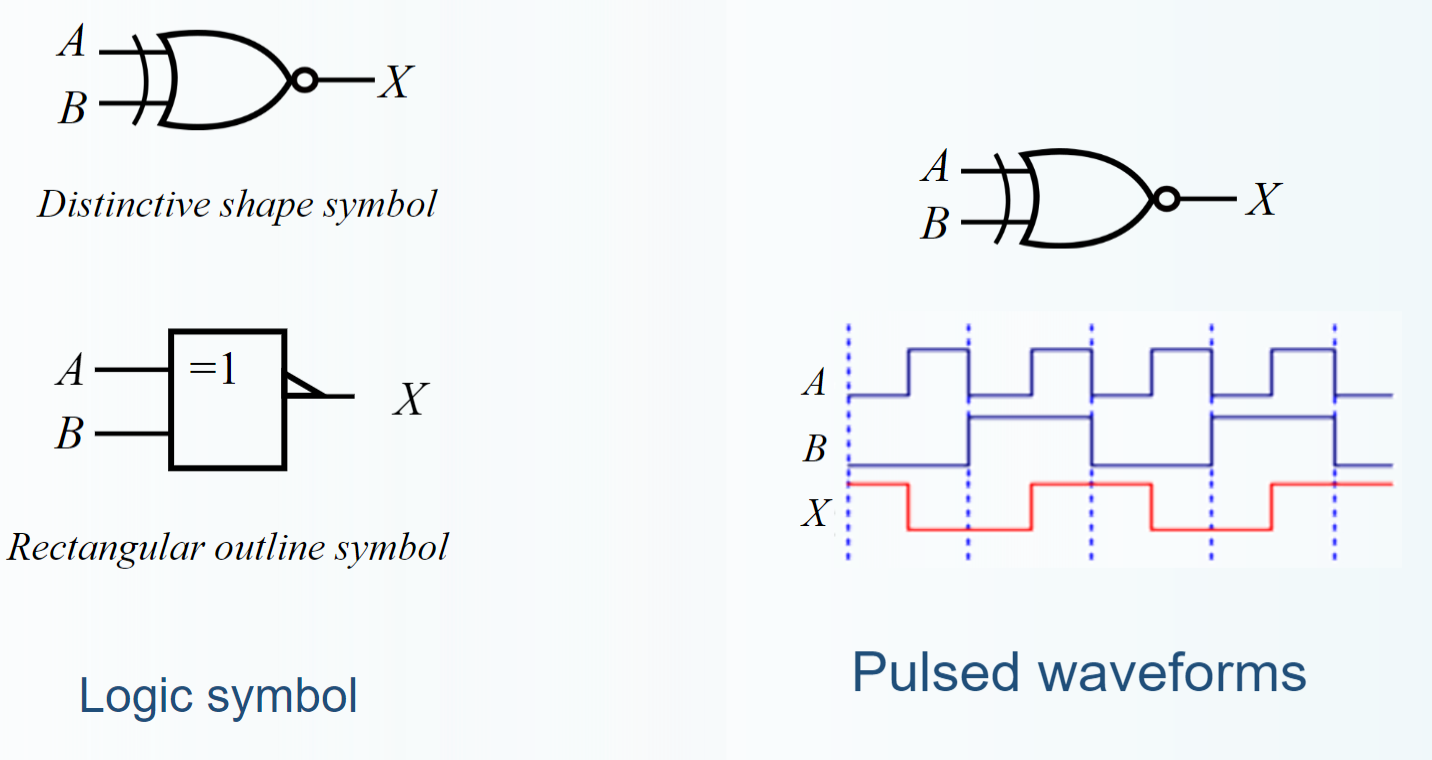 A
B
X
Distinctive shape symbol
A
B
=1
X
Rectangular outline symbol
Logic symbol
A
B
X
A
B
X
Pulsed waveforms